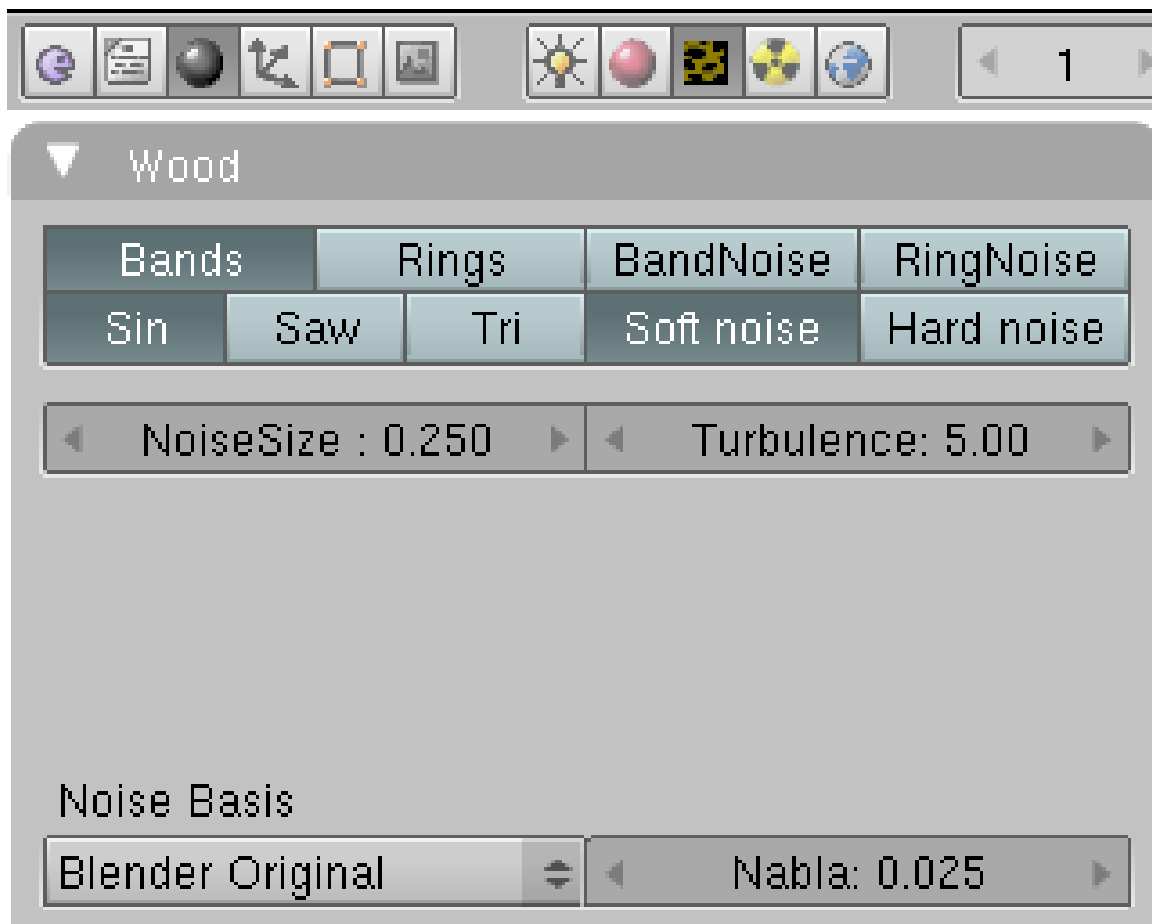 1
Wood
Bands Rings BandNoise RingNoise
Sin Saw Tri Soft noise Hard noise
NoiseSize : 0.250 Turbulence: 5.00
Noise Basis
Blender Original Nabla: 0.025